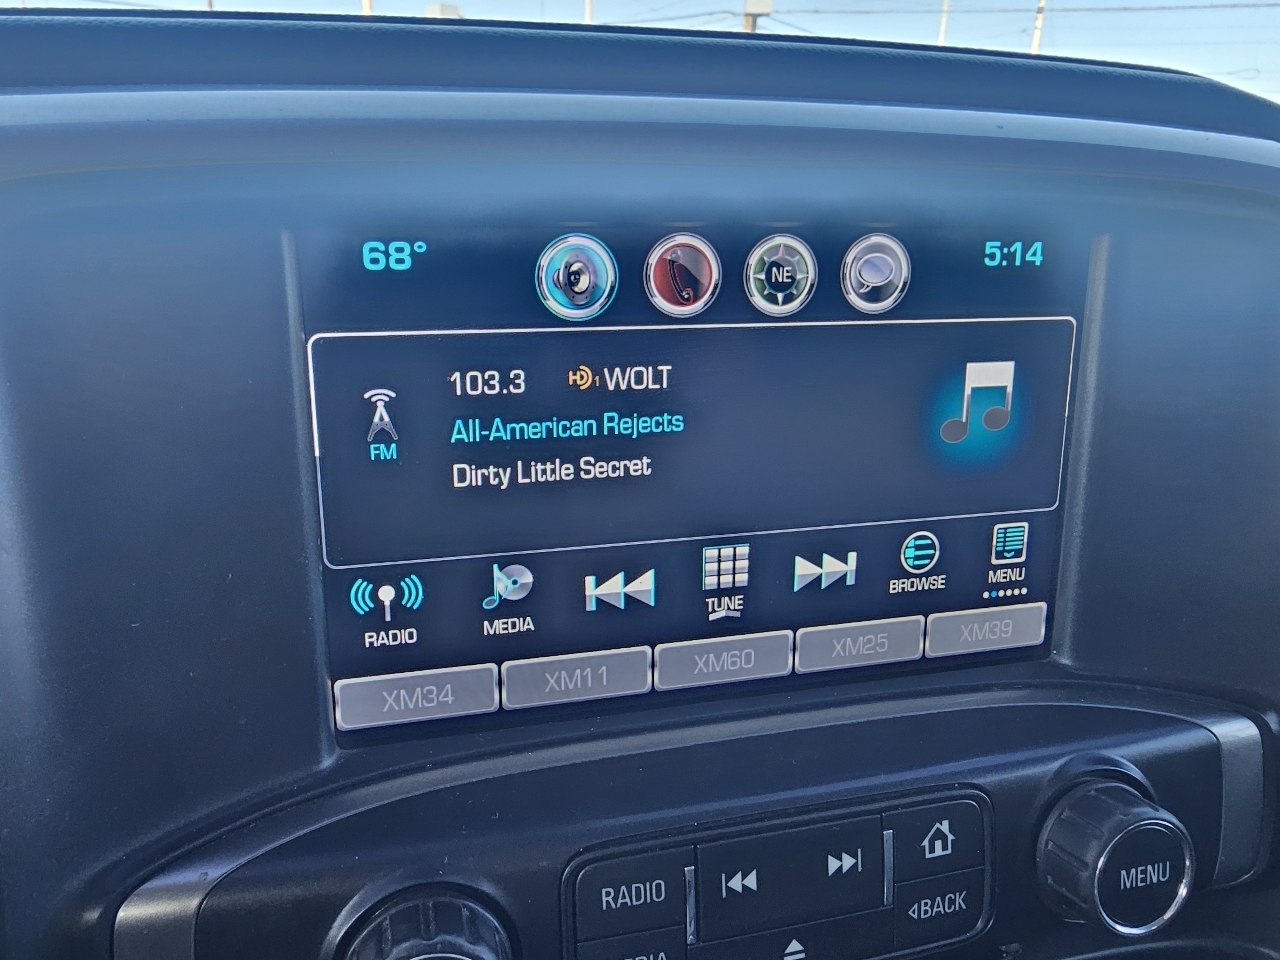 68°
NE
5:14
103.3 HD1 WOLT
All-American Rejects
FM
Dirty Little Secret
RADIO
MEDIA
TUNE
BROWSE
MENU
XM34
XM11
XM60
XM25
XM39
RADIO
BACK
MENU